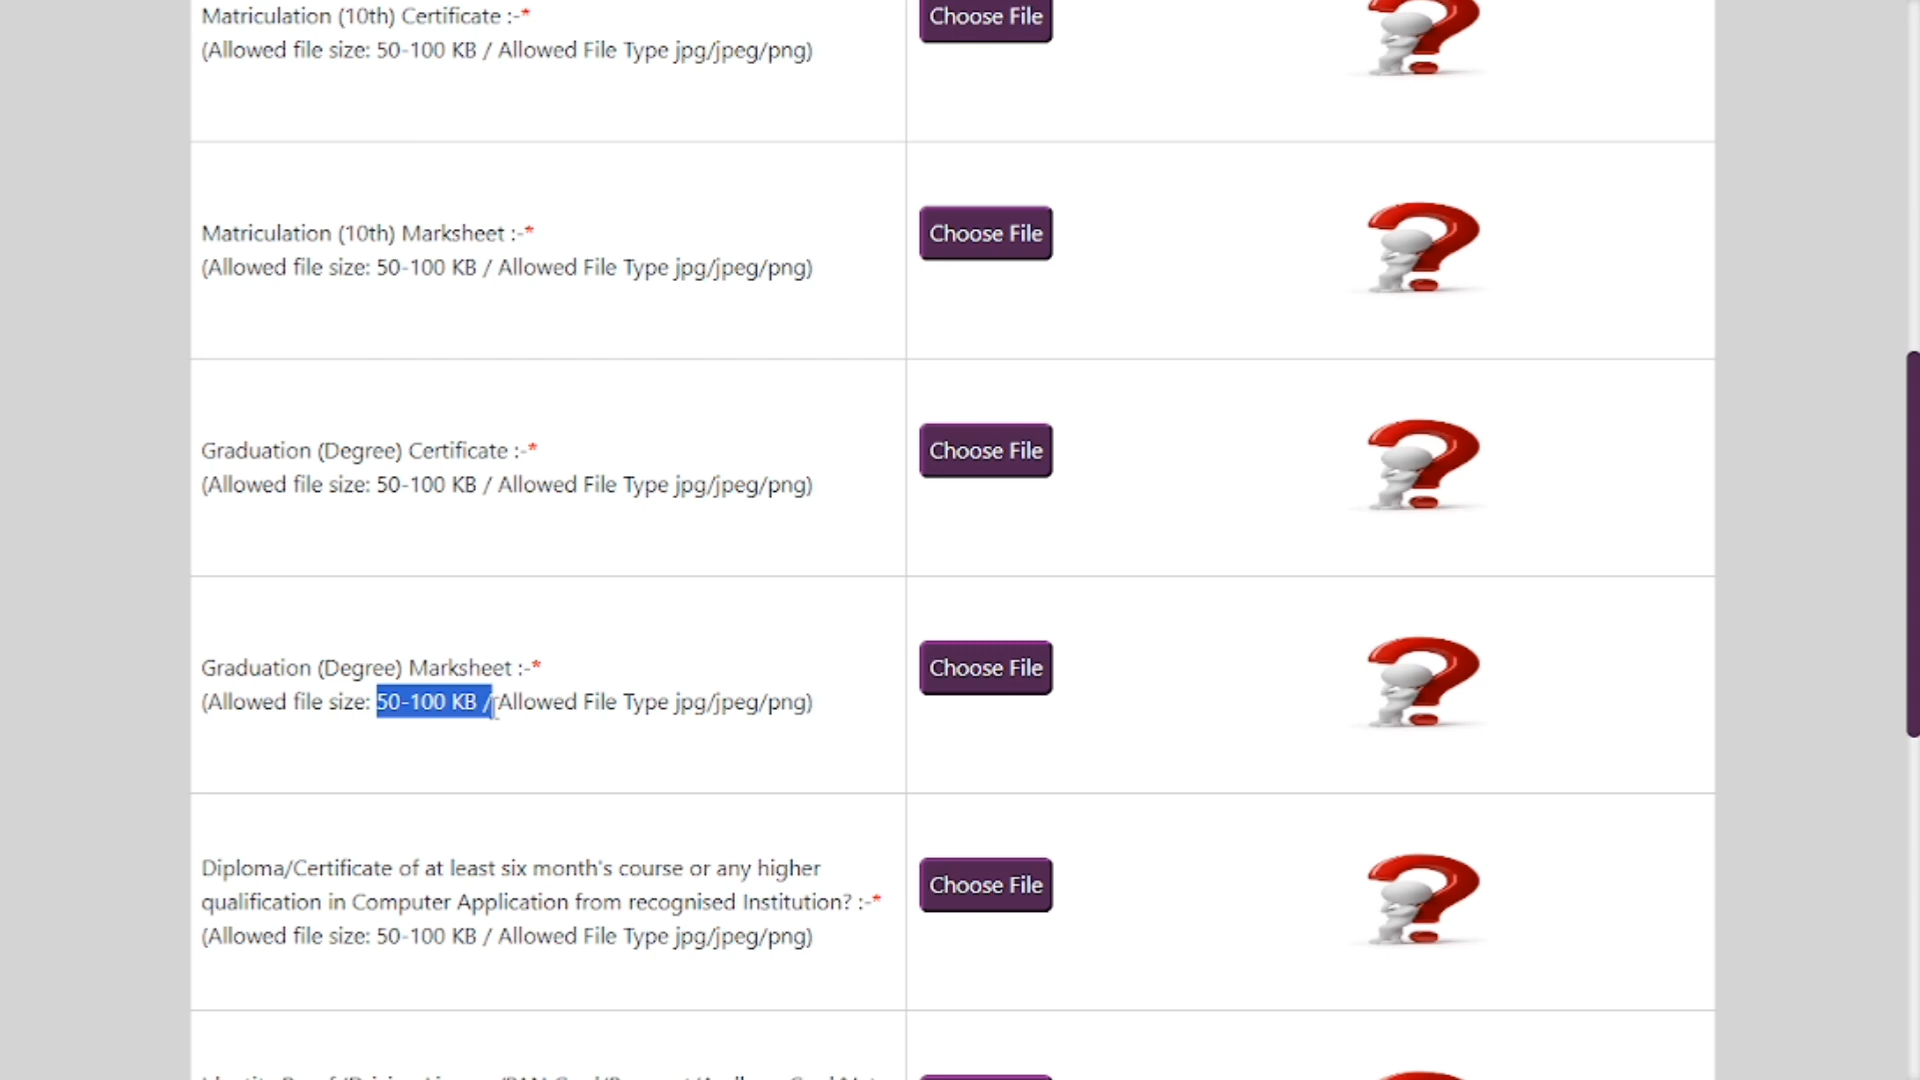 Matriculation (10th) Certificate :-*
(Allowed file size: 50-100 KB / Allowed File Type jpg/jpeg/png)
Choose File
Matriculation (10th) Marksheet :-*
(Allowed file size: 50-100 KB / Allowed File Type jpg/jpeg/png)
Choose File
Graduation (Degree) Certificate :-*
(Allowed file size: 50-100 KB / Allowed File Type jpg/jpeg/png)
Choose File
Graduation (Degree) Marksheet :-*
(Allowed file size: 50-100 KB / Allowed File Type jpg/jpeg/png)
Choose File
Diploma/Certificate of at least six month's course or any higher
qualification in Computer Application from recognised Institution? :-*
(Allowed file size: 50-100 KB / Allowed File Type jpg/jpeg/png)
Choose File